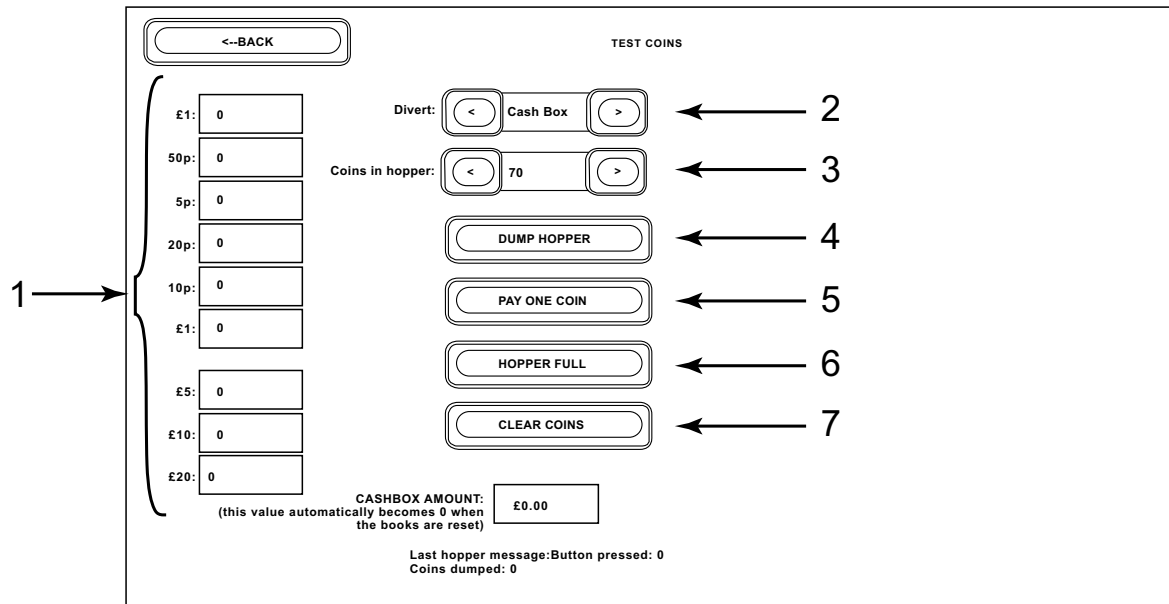 <--BACK
TEST COINS
£1: 0
50p: 0
5p: 0
20p: 0
10p: 0
£1: 0
£5: 0
£10: 0
£20: 0
1
Divert: < Cash Box > 2
Coins in hopper: < 70 > 3
DUMP HOPPER 4
PAY ONE COIN 5
HOPPER FULL 6
CLEAR COINS 7
CASHBOX AMOUNT: £0.00
(this value automatically becomes 0 when
the books are reset)
Last hopper message:Button pressed: 0
Coins dumped: 0